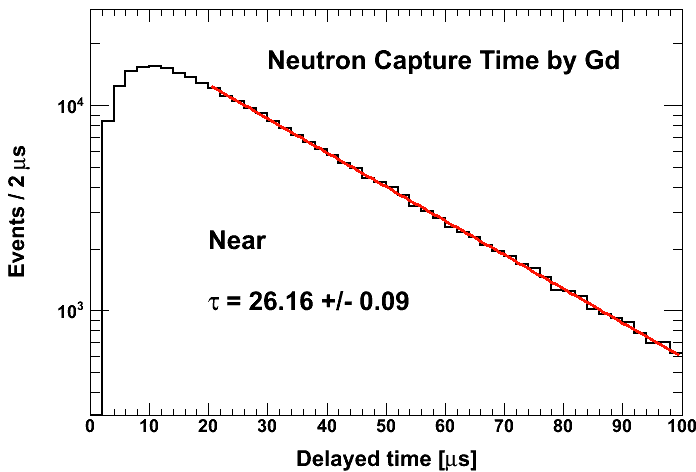 Neutron Capture Time by Gd
10⁴
Events / 2 μs
Near
τ = 26.16 +/- 0.09
10³
0 10 20 30 40 50 60 70 80 90 100
Delayed time [μs]